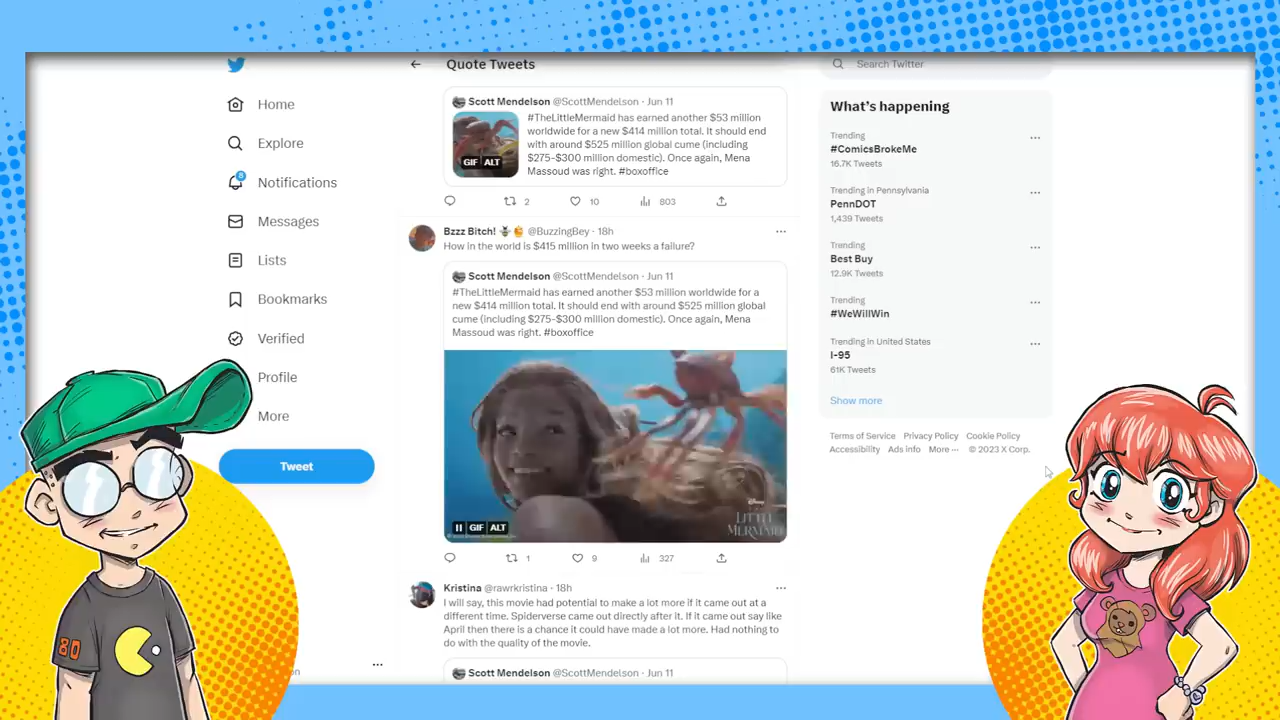 Home
Explore
8
Notifications
Messages
Lists
Bookmarks
Verified
Profile
More
Tweet
Quote Tweets
Scott Mendelson @ScottMendelson · Jun 11
#TheLittleMermaid has earned another $53 million
worldwide for a new $414 million total. It should end
with around $525 million global cume (including
$275-$300 million domestic). Once again, Mena
Massoud was right. #boxoffice
GIF ALT
2
10
803
Bzzz Bitch! @BuzzingBey · 18h
How in the world is $415 million in two weeks a failure?
Scott Mendelson @ScottMendelson · Jun 11
#TheLittleMermaid has earned another $53 million worldwide for a
new $414 million total. It should end with around $525 million global
cume (including $275-$300 million domestic). Once again, Mena
Massoud was right. #boxoffice
Disney
LITTLE
MERMAID
GIF ALT
1
9
327
Kristina @rawrkristina · 18h
I will say, this movie had potential to make a lot more if it came out at a
different time. Spiderverse came out directly after it. If it came out say like
April then there is a chance it could have made a lot more. Had nothing to
do with the quality of the movie.
Scott Mendelson @ScottMendelson · Jun 11
Search Twitter
What's happening
Trending
#ComicsBrokeMe
16.7K Tweets
Trending in Pennsylvania
PennDOT
1,439 Tweets
Trending
Best Buy
12.9K Tweets
Trending
#WeWillWin
Trending in United States
I-95
61K Tweets
Show more
Terms of Service Privacy Policy Cookie Policy
Accessibility Ads info More ··· © 2023 X Corp.
80